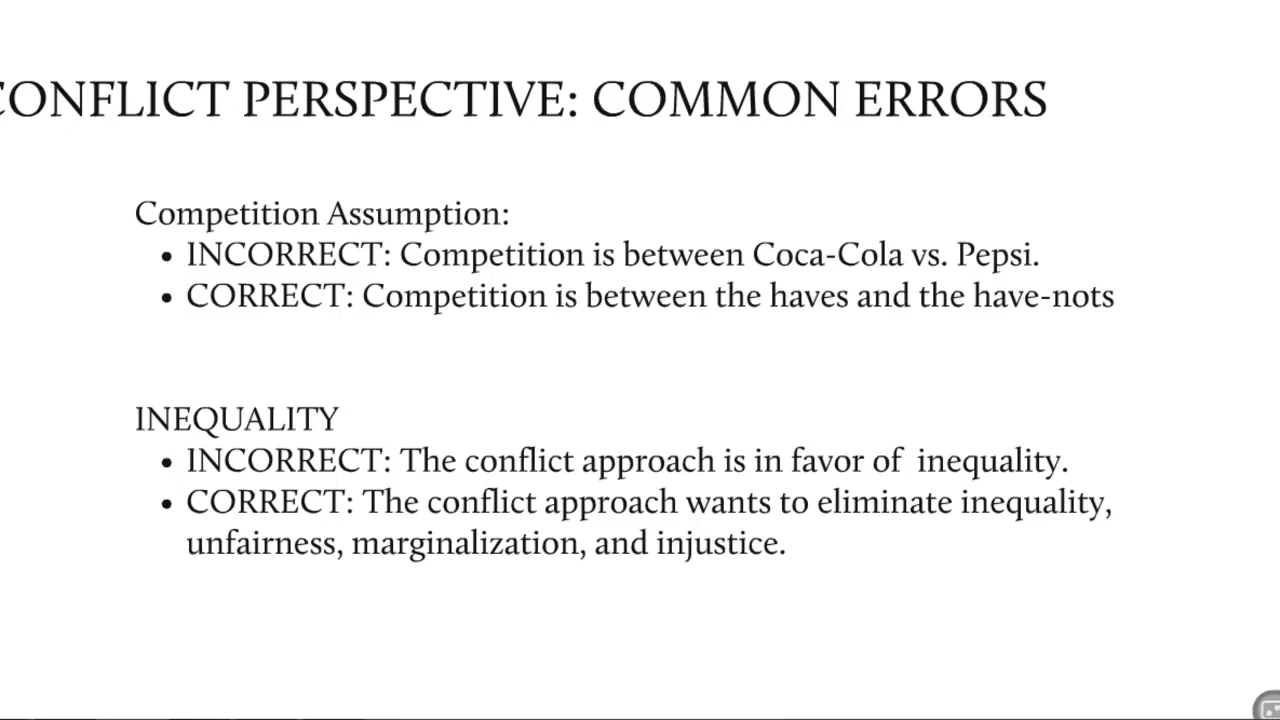 CONFLICT PERSPECTIVE: COMMON ERRORS
Competition Assumption:
• INCORRECT: Competition is between Coca-Cola vs. Pepsi.
• CORRECT: Competition is between the haves and the have-nots
INEQUALITY
• INCORRECT: The conflict approach is in favor of inequality.
• CORRECT: The conflict approach wants to eliminate inequality,
unfairness, marginalization, and injustice.